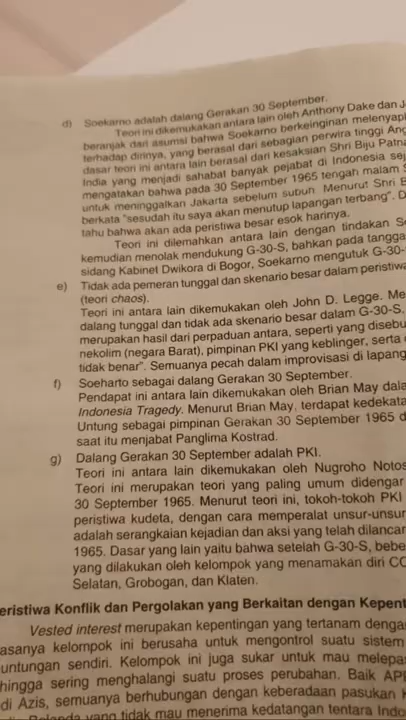 d) Soekarno adalah dalang Gerakan 30 September.
Teori ini dikemukakan antara lain oleh Anthony Dake dan J
beranjak dari asumsi bahwa Soekarno berkeinginan melenyap
terhadap dirinya, yang berasal dari sebagian perwira tinggi Ang
dasar teori ini antara lain berasal dari kesaksian Shri Biju Patna
India yang menjadi sahabat banyak pejabat di Indonesia sej
mengatakan bahwa pada 30 September 1965 tengah malam S
untuk meninggalkan Jakarta sebelum subuh. Menurut Shri B
berkata "sesudah itu saya akan menutup lapangan terbang". D
tahu bahwa akan ada peristiwa besar esok harinya.
Teori ini dilemahkan antara lain dengan tindakan S
kemudian menolak mendukung G-30-S, bahkan pada tangga
sidang Kabinet Dwikora di Bogor, Soekarno mengutuk G-30-
e) Tidak ada pemeran tunggal dan skenario besar dalam peristiwa
(teori chaos).
Teori ini antara lain dikemukakan oleh John D. Legge. Me
dalang tunggal dan tidak ada skenario besar dalam G-30-S.
merupakan hasil dari perpaduan antara, seperti yang disebu
nekolim (negara Barat), pimpinan PKI yang keblinger, serta
tidak benar". Semuanya pecah dalam improvisasi di lapang
f) Soeharto sebagai dalang Gerakan 30 September.
Pendapat ini antara lain dikemukakan oleh Brian May dala
Indonesia Tragedy. Menurut Brian May, terdapat kedekata
Untung sebagai pimpinan Gerakan 30 September 1965 d
saat itu menjabat Panglima Kostrad.
g) Dalang Gerakan 30 September adalah PKI.
Teori ini antara lain dikemukakan oleh Nugroho Notos
Teori ini merupakan teori yang paling umum didengar
30 September 1965. Menurut teori ini, tokoh-tokoh PKI
peristiwa kudeta, dengan cara memperalat unsur-unsur
adalah serangkaian kejadian dan aksi yang telah dilancar
1965. Dasar yang lain yaitu bahwa setelah G-30-S, bebe
yang dilakukan oleh kelompok yang menamakan diri CC
Selatan, Grobogan, dan Klaten.
eristiwa Konflik dan Pergolakan yang Berkaitan dengan Kepent
Vested interest merupakan kepentingan yang tertanam denga
asanya kelompok ini berusaha untuk mengontrol suatu sistem
untungan sendiri. Kelompok ini juga sukar untuk mau melepa
hingga sering menghalangi suatu proses perubahan. Baik API
di Azis, semuanya berhubungan dengan keberadaan pasukan K
yang tidak mau menerima kedatangan tentara Indo